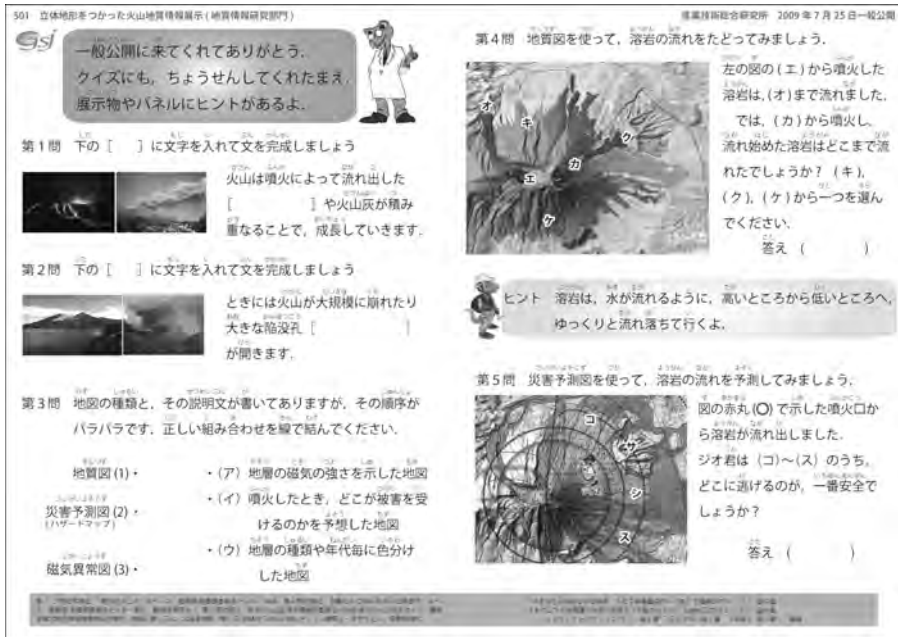 501 立体地形をつかった火山地質情報展示(地質情報研究部門)
産業技術総合研究所 2009年7月25日一般公開
GSJ
一般公開に来てくれてありがとう.
クイズにも, ちょうせんしてくれたまえ.
展示物やパネルにヒントがあるよ.
第1問 下の [ ] に文字を入れて文を完成しましょう
火山は噴火によって流れ出した
[ ] や火山灰が積み
重なることで, 成長していきます.
第2問 下の [ ] に文字を入れて文を完成しましょう
ときには火山が大規模に崩れたり
大きな陥没孔 [ ]
が開きます.
第3問 地図の種類と, その説明文が書いてありますが, その順序が
バラバラです. 正しい組み合わせを線で結んでください.
地質図(1)・
・(ア) 地層の磁気の強さを示した地図
災害予測図(2)・
(ハザードマップ)
・(イ) 噴火したとき, どこが被害を受
けるのかを予想した地図
磁気異常図(3)・
・(ウ) 地層の種類や年代毎に色分け
した地図
第4問 地質図を使って, 溶岩の流れをたどってみましょう.
オ
キ
ク
カ
エ
ケ
左の図の(エ)から噴火した
溶岩は,(オ)まで流れました.
では,(カ)から噴火し,
流れ始めた溶岩はどこまで流
れたでしょうか? (キ),
(ク),(ケ)から一つを選ん
でください.
答え ( )
ヒント 溶岩は, 水が流れるように, 高いところから低いところへ,
ゆっくりと流れ落ちて行くよ.
第5問 災害予測図を使って, 溶岩の流れを予測してみましょう.
コ
サ
シ
ス
図の赤丸(○)で示した噴火口か
ら溶岩が流れ出しました.
ジオ君は (コ)~(ス) のうち,
どこに逃げるのが, 一番安全で
しょうか?
答え ( )